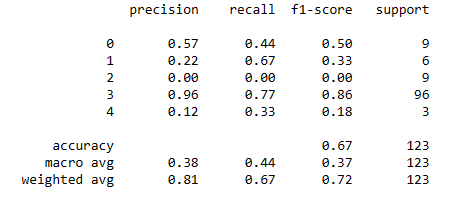 precision recall f1-score support
0 0.57 0.44 0.50 9
1 0.22 0.67 0.33 6
2 0.00 0.00 0.00 9
3 0.96 0.77 0.86 96
4 0.12 0.33 0.18 3
accuracy 0.67 123
macro avg 0.38 0.44 0.37 123
weighted avg 0.81 0.67 0.72 123